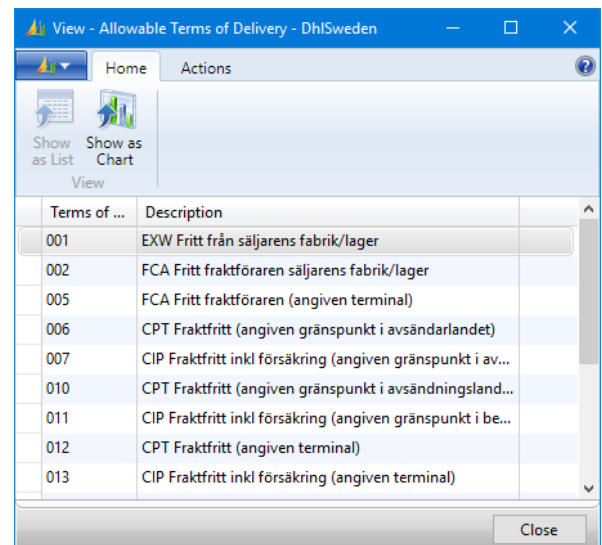 View - Allowable Terms of Delivery - DhlSweden
Home Actions
Show as List
Show as Chart
View
Terms of ... Description
001 EXW Fritt från säljarens fabrik/lager
002 FCA Fritt fraktföraren säljarens fabrik/lager
005 FCA Fritt fraktföraren (angiven terminal)
006 CPT Fraktfritt (angiven gränspunkt i avsändarlandet)
007 CIP Fraktfritt inkl försäkring (angiven gränspunkt i av...
010 CPT Fraktfritt (angiven gränspunkt i avsändningsland...
011 CIP Fraktfritt inkl försäkring (angiven gränspunkt i be...
012 CPT Fraktfritt (angiven terminal)
013 CIP Fraktfritt inkl försäkring (angiven terminal)
Close